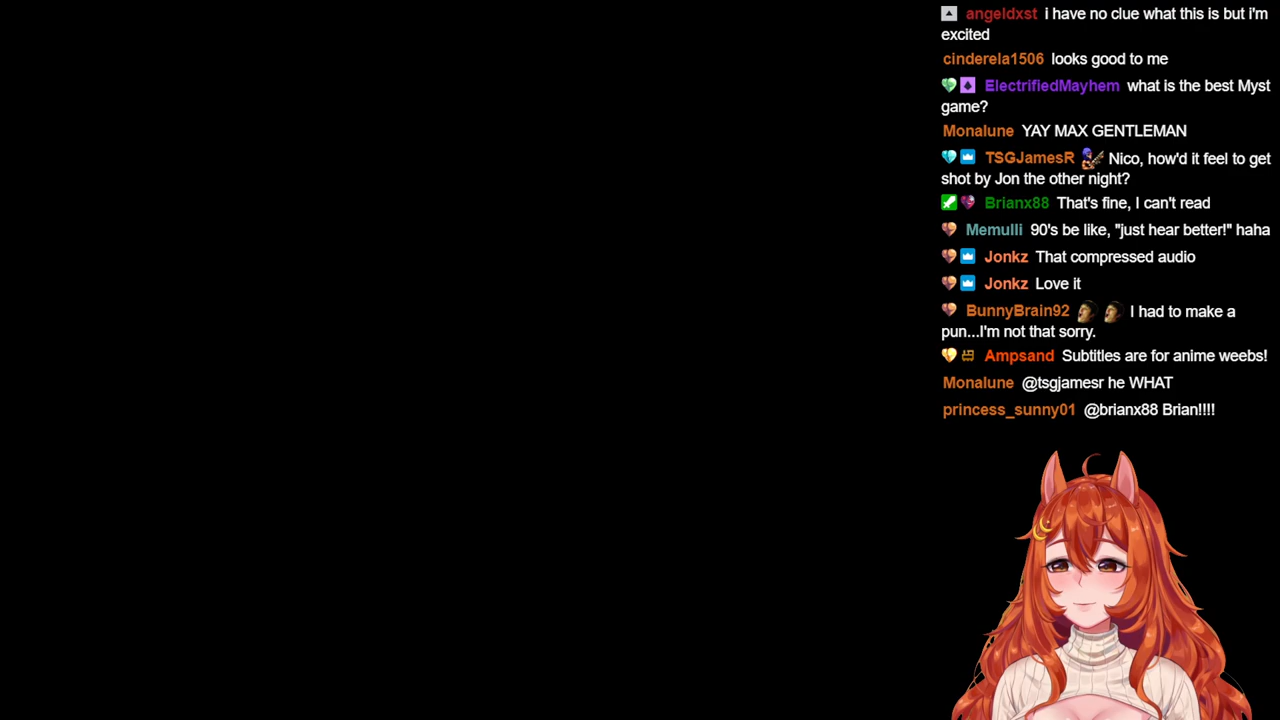 angeldxst i have no clue what this is but i'm
excited
cinderela1506 looks good to me
ElectrifiedMayhem what is the best Myst
game?
Monalune YAY MAX GENTLEMAN
TSGJamesR Nico, how'd it feel to get
shot by Jon the other night?
Brianx88 That's fine, I can't read
Memulli 90's be like, "just hear better!" haha
Jonkz That compressed audio
Jonkz Love it
BunnyBrain92 I had to make a
pun...I'm not that sorry.
Ampsand Subtitles are for anime weebs!
Monalune @tsgjamesr he WHAT
princess_sunny01 @brianx88 Brian!!!!